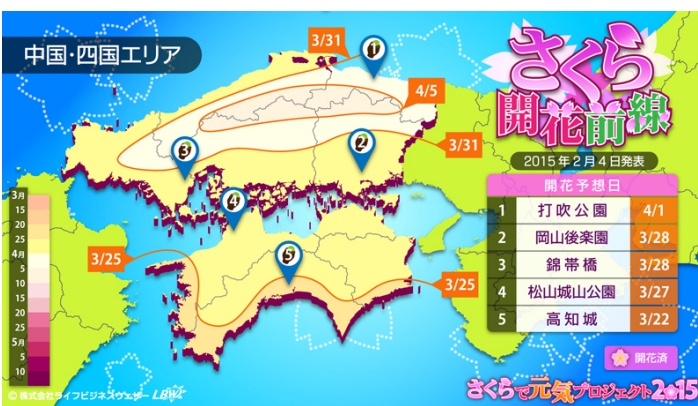 中国・四国エリア
3/31
4/5
3/31
3/25
3/25
1
2
3
4
5
3月
15
20
25
4月
5
10
15
20
25
5月
5
10
さくら
開花前線
2015年2月4日発表
開花予想日
1 打吹公園 4/1
2 岡山後楽園 3/28
3 錦帯橋 3/28
4 松山城山公園 3/27
5 高知城 3/22
開花済
© 株式会社ライフビジネスウェザー LBW
さくらで元気プロジェクト2015